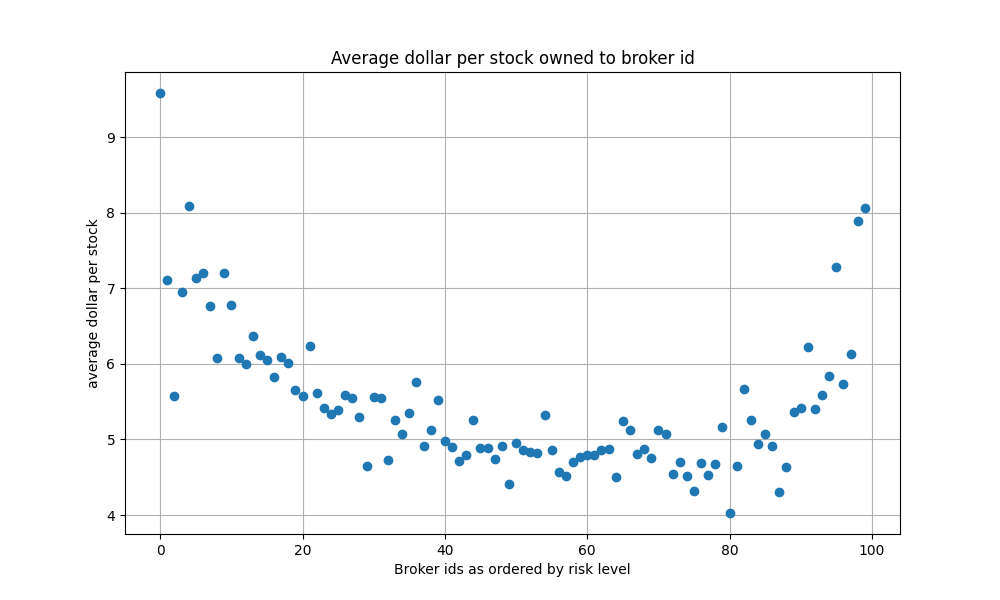 Average dollar per stock owned to broker id
average dollar per stock
9
8
7
6
5
4
0 20 40 60 80 100
Broker ids as ordered by risk level